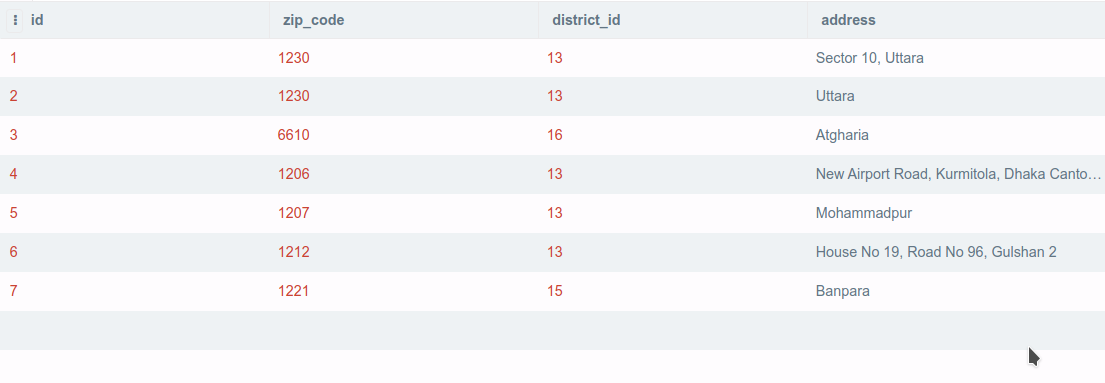 id zip_code district_id address
1 1230 13 Sector 10, Uttara
2 1230 13 Uttara
3 6610 16 Atgharia
4 1206 13 New Airport Road, Kurmitola, Dhaka Canto…
5 1207 13 Mohammadpur
6 1212 13 House No 19, Road No 96, Gulshan 2
7 1221 15 Banpara